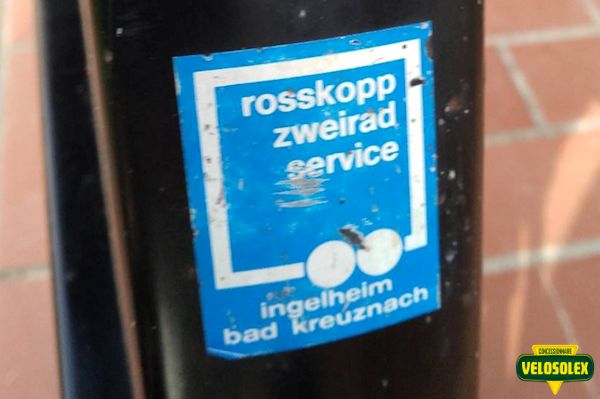 rosskopp
zweirad
service
ingelheim
bad kreuznach
CONCESSIONNAIRE
VELOSOLEX